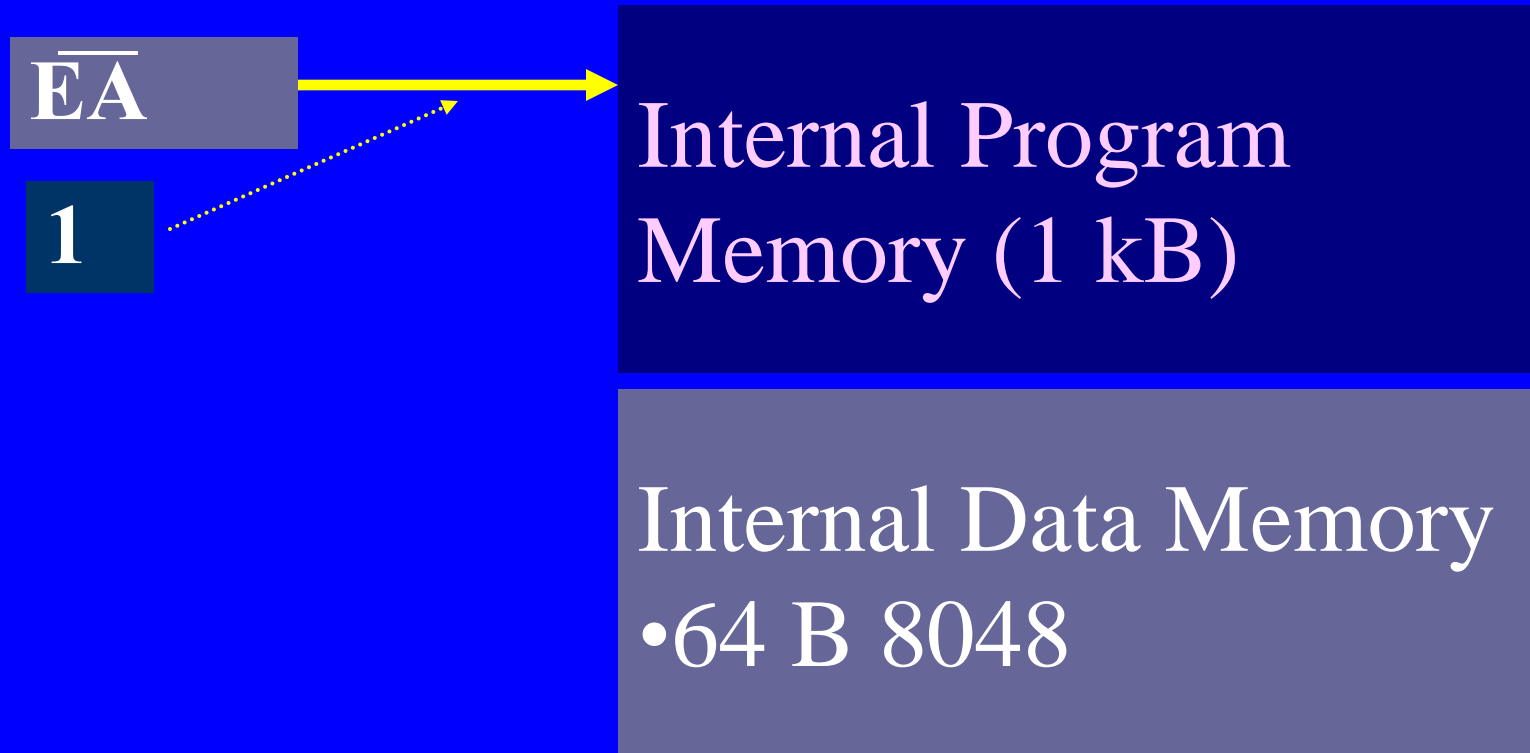 EA
1
Internal Program
Memory (1 kB)
Internal Data Memory
•64 B 8048